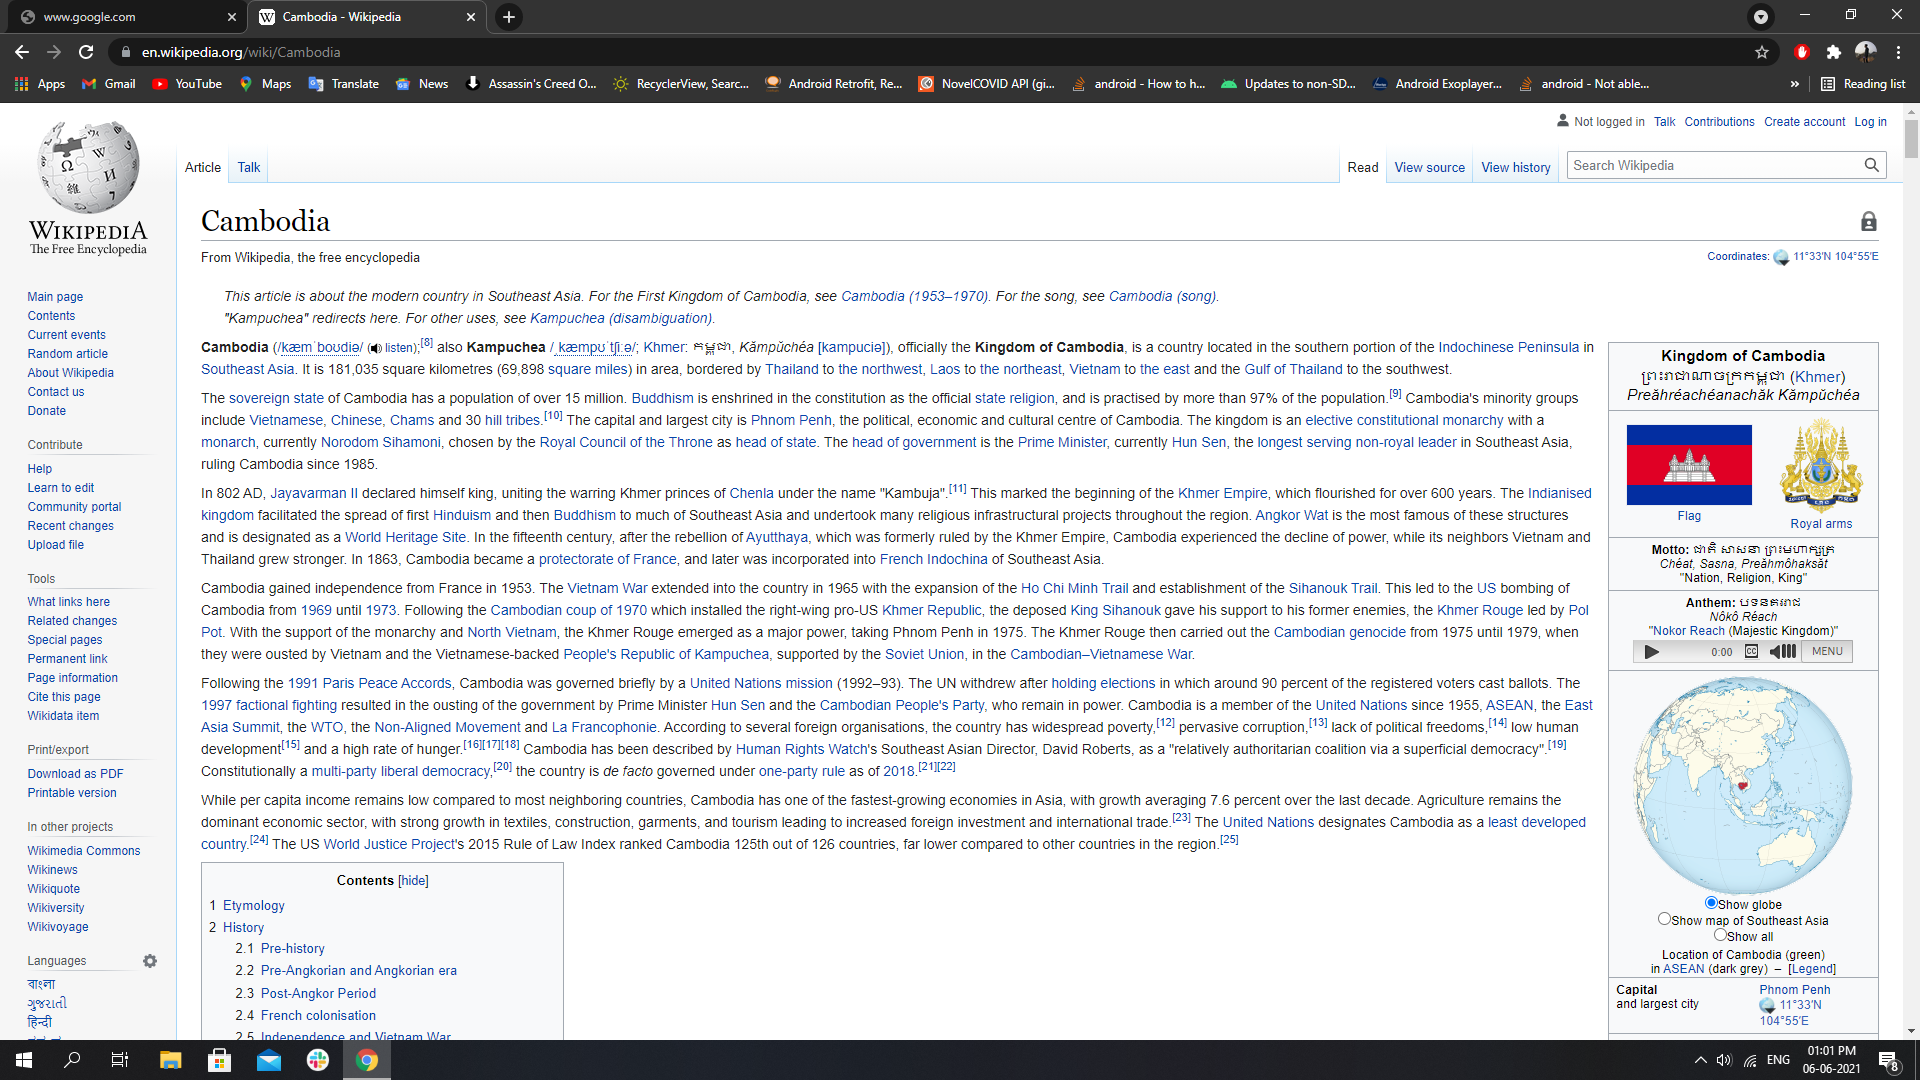 www.google.com
Cambodia - Wikipedia
en.wikipedia.org/wiki/Cambodia
Apps
Gmail
YouTube
Maps
Translate
News
Assassin's Creed O...
RecyclerView, Searc...
Android Retrofit, Re...
NovelCOVID API (gi...
android - How to h...
Updates to non-SD...
Android Exoplayer...
android - Not able...
»
Reading list
WIKIPEDIA
The Free Encyclopedia
Not logged in Talk Contributions Create account Log in
Article Talk
Read View source View history
Search Wikipedia
Main page
Contents
Current events
Random article
About Wikipedia
Contact us
Donate
Contribute
Help
Learn to edit
Community portal
Recent changes
Upload file
Tools
What links here
Related changes
Special pages
Permanent link
Page information
Cite this page
Wikidata item
Print/export
Download as PDF
Printable version
In other projects
Wikimedia Commons
Wikinews
Wikiquote
Wikiversity
Wikivoyage
Languages
বাংলা
ગુજરાતી
हिन्दी
Cambodia
From Wikipedia, the free encyclopedia
Coordinates: 11°33′N 104°55′E
This article is about the modern country in Southeast Asia. For the First Kingdom of Cambodia, see Cambodia (1953–1970). For the song, see Cambodia (song).
"Kampuchea" redirects here. For other uses, see Kampuchea (disambiguation).
Cambodia (/kæmˈboʊdiə/ (listen);[8] also Kampuchea /ˌkæmpʊˈtʃiːə/; Khmer: កម្ពុជា, Kămpŭchéa [kampuciə]), officially the Kingdom of Cambodia, is a country located in the southern portion of the Indochinese Peninsula in
Southeast Asia. It is 181,035 square kilometres (69,898 square miles) in area, bordered by Thailand to the northwest, Laos to the northeast, Vietnam to the east and the Gulf of Thailand to the southwest.
The sovereign state of Cambodia has a population of over 15 million. Buddhism is enshrined in the constitution as the official state religion, and is practised by more than 97% of the population.[9] Cambodia's minority groups
include Vietnamese, Chinese, Chams and 30 hill tribes.[10] The capital and largest city is Phnom Penh, the political, economic and cultural centre of Cambodia. The kingdom is an elective constitutional monarchy with a
monarch, currently Norodom Sihamoni, chosen by the Royal Council of the Throne as head of state. The head of government is the Prime Minister, currently Hun Sen, the longest serving non-royal leader in Southeast Asia,
ruling Cambodia since 1985.
In 802 AD, Jayavarman II declared himself king, uniting the warring Khmer princes of Chenla under the name "Kambuja".[11] This marked the beginning of the Khmer Empire, which flourished for over 600 years. The Indianised
kingdom facilitated the spread of first Hinduism and then Buddhism to much of Southeast Asia and undertook many religious infrastructural projects throughout the region. Angkor Wat is the most famous of these structures
and is designated as a World Heritage Site. In the fifteenth century, after the rebellion of Ayutthaya, which was formerly ruled by the Khmer Empire, Cambodia experienced the decline of power, while its neighbors Vietnam and
Thailand grew stronger. In 1863, Cambodia became a protectorate of France, and later was incorporated into French Indochina of Southeast Asia.
Cambodia gained independence from France in 1953. The Vietnam War extended into the country in 1965 with the expansion of the Ho Chi Minh Trail and establishment of the Sihanouk Trail. This led to the US bombing of
Cambodia from 1969 until 1973. Following the Cambodian coup of 1970 which installed the right-wing pro-US Khmer Republic, the deposed King Sihanouk gave his support to his former enemies, the Khmer Rouge led by Pol
Pot. With the support of the monarchy and North Vietnam, the Khmer Rouge emerged as a major power, taking Phnom Penh in 1975. The Khmer Rouge then carried out the Cambodian genocide from 1975 until 1979, when
they were ousted by Vietnam and the Vietnamese-backed People's Republic of Kampuchea, supported by the Soviet Union, in the Cambodian–Vietnamese War.
Following the 1991 Paris Peace Accords, Cambodia was governed briefly by a United Nations mission (1992–93). The UN withdrew after holding elections in which around 90 percent of the registered voters cast ballots. The
1997 factional fighting resulted in the ousting of the government by Prime Minister Hun Sen and the Cambodian People's Party, who remain in power. Cambodia is a member of the United Nations since 1955, ASEAN, the East
Asia Summit, the WTO, the Non-Aligned Movement and La Francophonie. According to several foreign organisations, the country has widespread poverty,[12] pervasive corruption,[13] lack of political freedoms,[14] low human
development[15] and a high rate of hunger.[16][17][18] Cambodia has been described by Human Rights Watch's Southeast Asian Director, David Roberts, as a "relatively authoritarian coalition via a superficial democracy".[19]
Constitutionally a multi-party liberal democracy,[20] the country is de facto governed under one-party rule as of 2018.[21][22]
While per capita income remains low compared to most neighboring countries, Cambodia has one of the fastest-growing economies in Asia, with growth averaging 7.6 percent over the last decade. Agriculture remains the
dominant economic sector, with strong growth in textiles, construction, garments, and tourism leading to increased foreign investment and international trade.[23] The United Nations designates Cambodia as a least developed
country.[24] The US World Justice Project's 2015 Rule of Law Index ranked Cambodia 125th out of 126 countries, far lower compared to other countries in the region.[25]
Contents [hide]
1 Etymology
2 History
2.1 Pre-history
2.2 Pre-Angkorian and Angkorian era
2.3 Post-Angkor Period
2.4 French colonisation
2.5 Independence and Vietnam War
Kingdom of Cambodia
ព្រះរាជាណាចក្រកម្ពុជា (Khmer)
Preăhréachéanachăk Kămpŭchéa
Flag
Royal arms
Motto: ជាតិ សាសនា ព្រះមហាក្សត្រ
Chéat, Sasna, Preăhmôhaksăt
"Nation, Religion, King"
Anthem: បទនគររាជ
Nôkô Réach
"Nokor Reach (Majestic Kingdom)"
0:00 CC MENU
Show globe
Show map of Southeast Asia
Show all
Location of Cambodia (green)
in ASEAN (dark grey) – [Legend]
Capital
and largest city
Phnom Penh
11°33′N
104°55′E
ENG
01:01 PM
06-06-2021
8